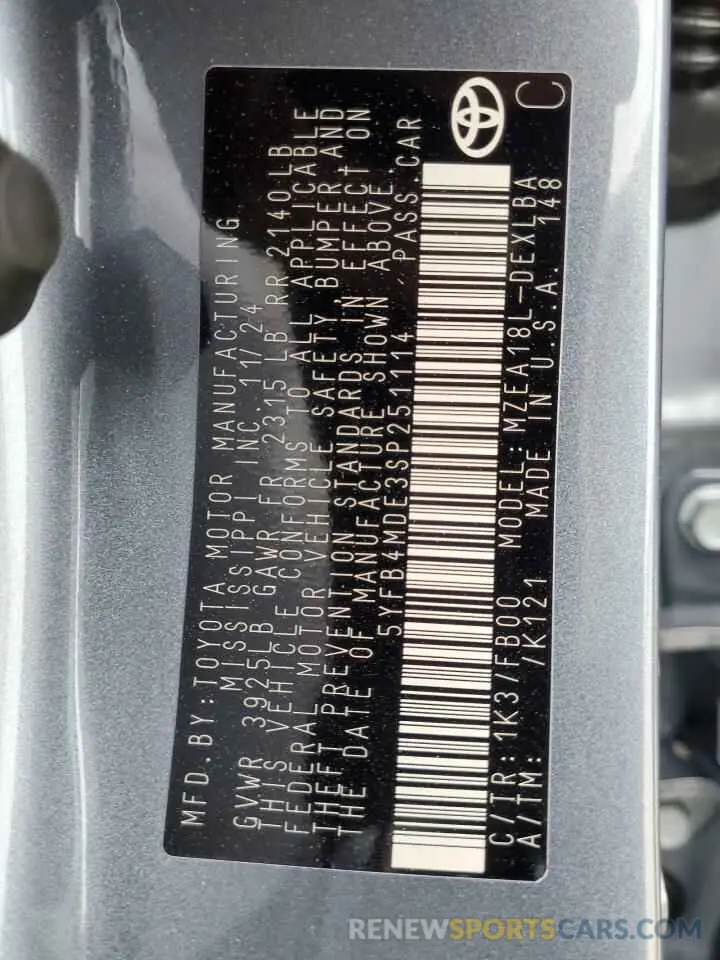 MFD.BY:TOYOTA MOTOR MANUFACTURING
MISSISSIPPI INC. 11/24
GVWR 3925LB GAWR FR 2315 LB RR 2140LB
THIS VEHICLE CONFORMS TO ALL APPLICABLE
FEDERAL MOTOR VEHICLE SAFETY, BUMPER AND
THEFT PREVENTION STANDARDS IN EFFECT ON
THE DATE OF MANUFACTURE SHOWN ABOVE.
5YFB4MDE3SP251114 PASS.CAR
C/TR: 1K3/FB00 MODEL: MZEA18L-DEXLBA
A/TM: /K121 MADE IN U.S.A. 148
C
RENEWSPORTSCARS.COM